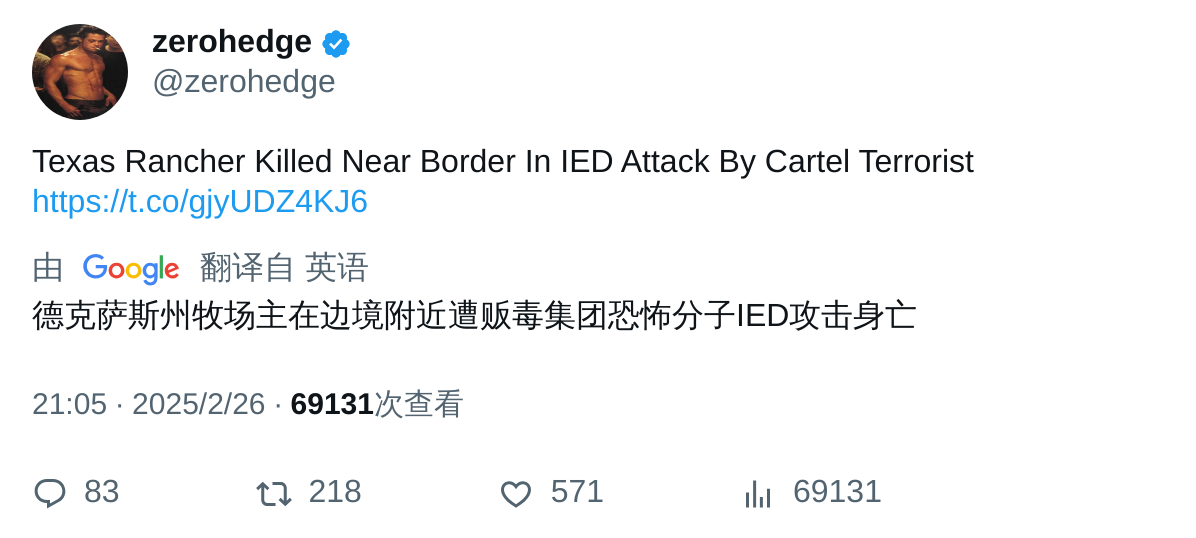 zerohedge
@zerohedge
Texas Rancher Killed Near Border In IED Attack By Cartel Terrorist
https://t.co/gjyUDZ4KJ6
由 Google 翻译自 英语
德克萨斯州牧场主在边境附近遭贩毒集团恐怖分子IED攻击身亡
21:05 · 2025/2/26 · 69131次查看
83 218 571 69131